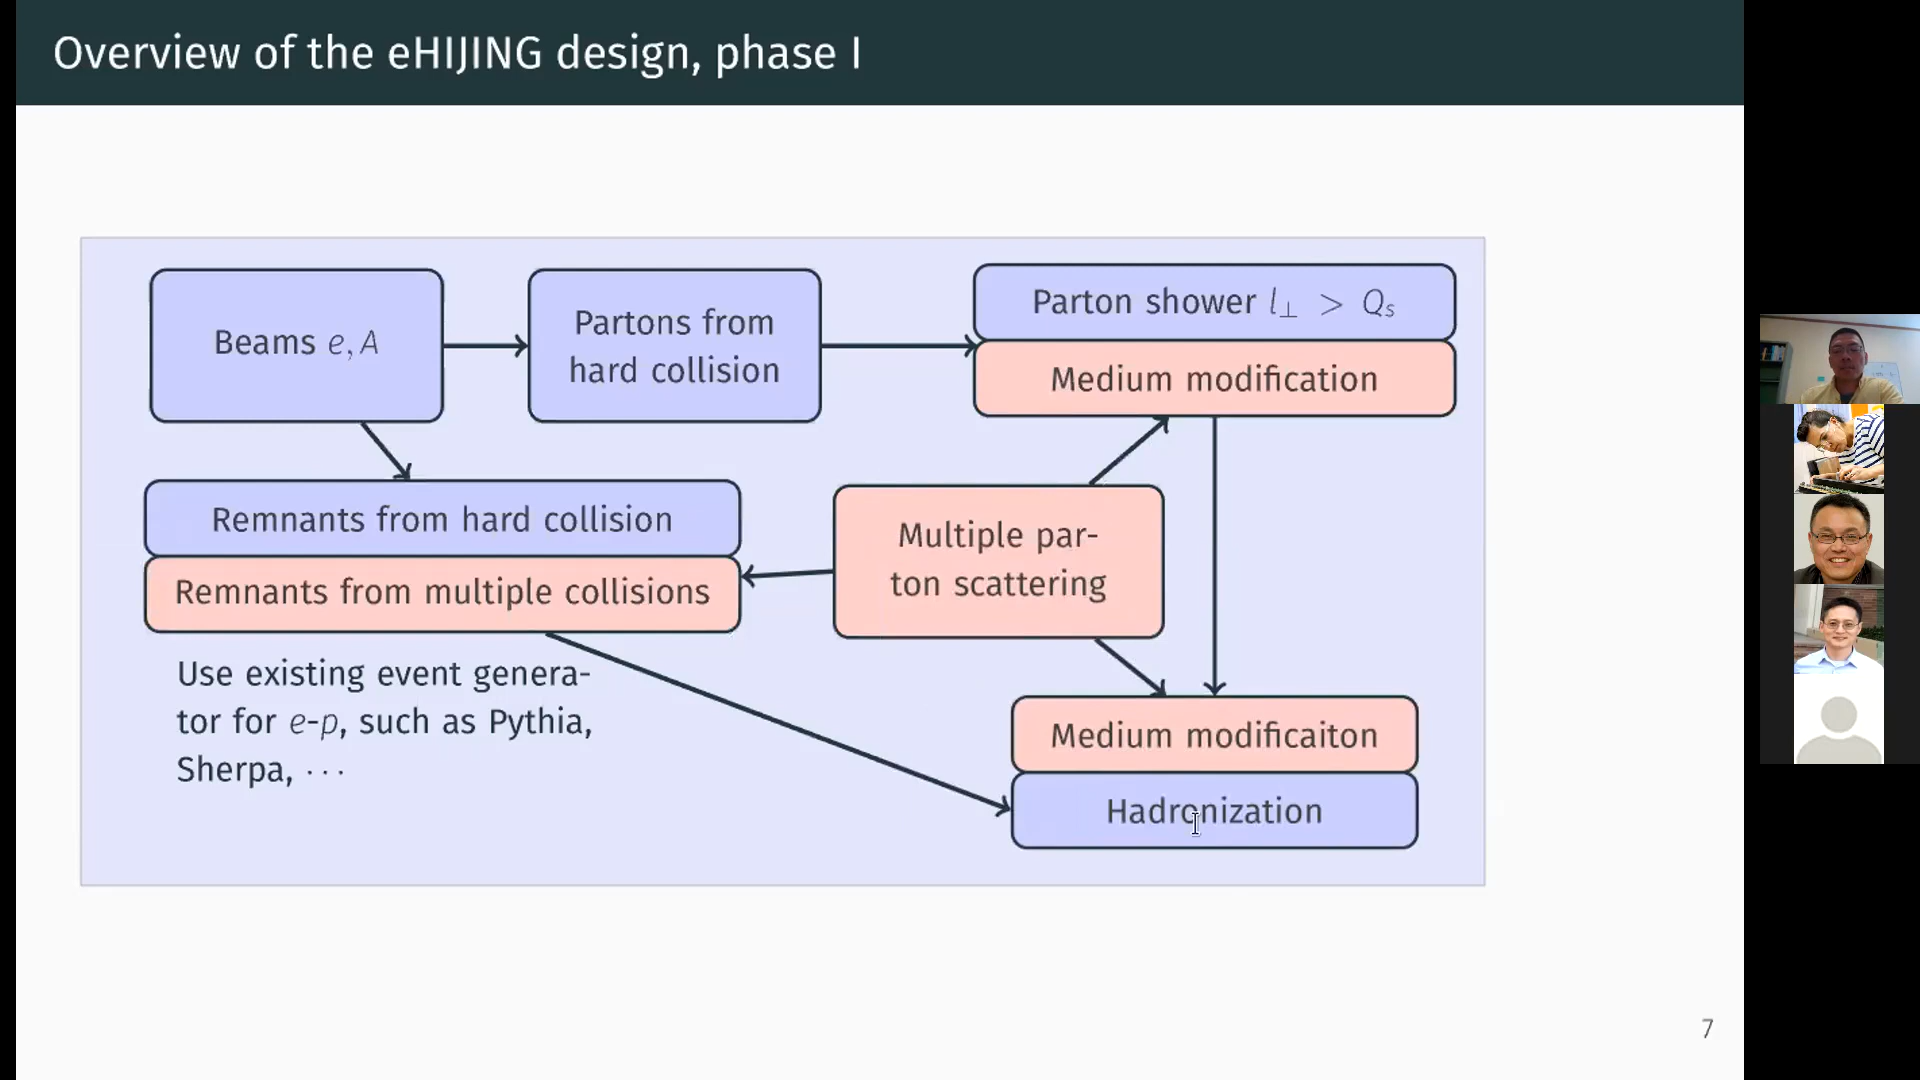 Overview of the eHIJING design, phase I
Beams e, A
Partons from
hard collision
Parton shower l⊥ > Qs
Medium modification
Remnants from hard collision
Remnants from multiple collisions
Multiple par-
ton scattering
Use existing event genera-
tor for e-p, such as Pythia,
Sherpa, ···
Medium modificaiton
Hadronization
7